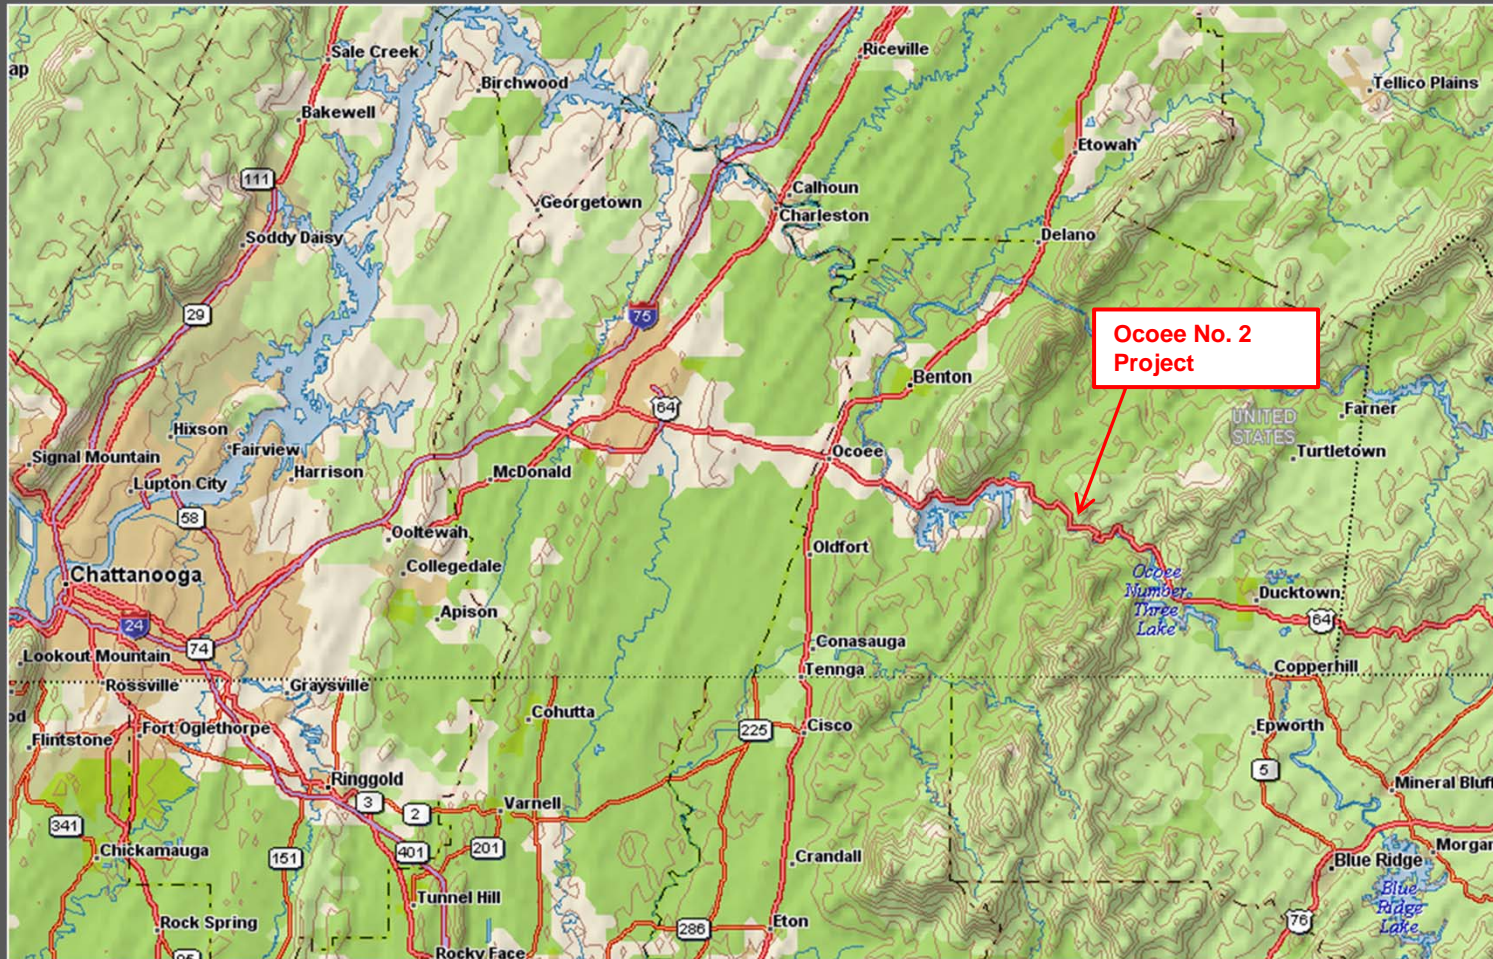 Sale Creek
Riceville
ap
Birchwood
Tellico Plains
Bakewell
Etowah
111
Calhoun
Georgetown
Charleston
Soddy Daisy
Delano
29
75
Ocoee No. 2
Project
Benton
64
Farner
UNITED
STATES
Hixson
Fairview
Signal Mountain
Harrison
McDonald
Ocoee
Turtletown
Lupton City
58
Ooltewah
Oldfort
Collegedale
Chattanooga
Ocoee
Number
Three
Lake
Ducktown
Apison
24
64
74
Conasauga
Lookout Mountain
Tennga
Copperhill
Rossville
Graysville
od
Cohutta
Flintstone
Fort Oglethorpe
225
Cisco
Epworth
5
Ringgold
Mineral Bluff
3
2
Varnell
341
Chickamauga
151
401
201
Crandall
Blue Ridge
Morgan
Tunnel Hill
Blue
Ridge
Lake
Rock Spring
286
Eton
76
Rocky Face
95